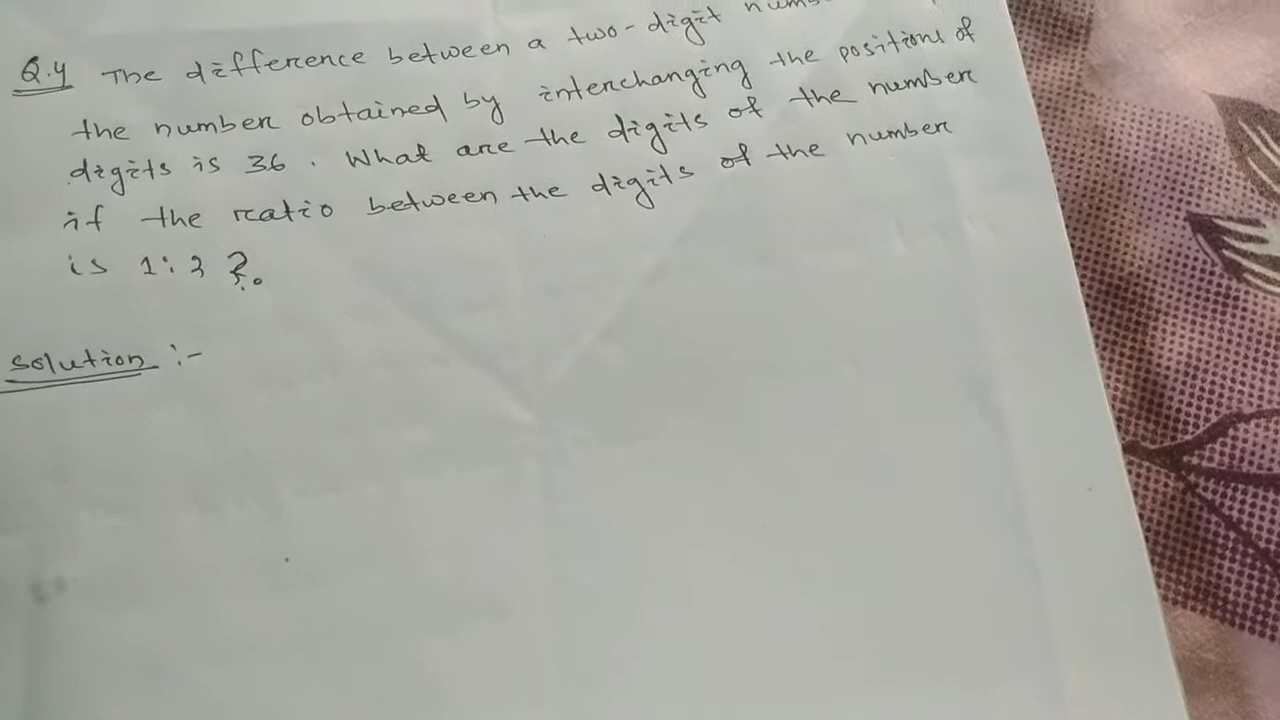 Q.4 The difference between a two-digit
the number obtained by interchanging the positions of
digits is 36. What are the digits of the number
if the ratio between the digits of the number
is 1:2 ?
Solution :-